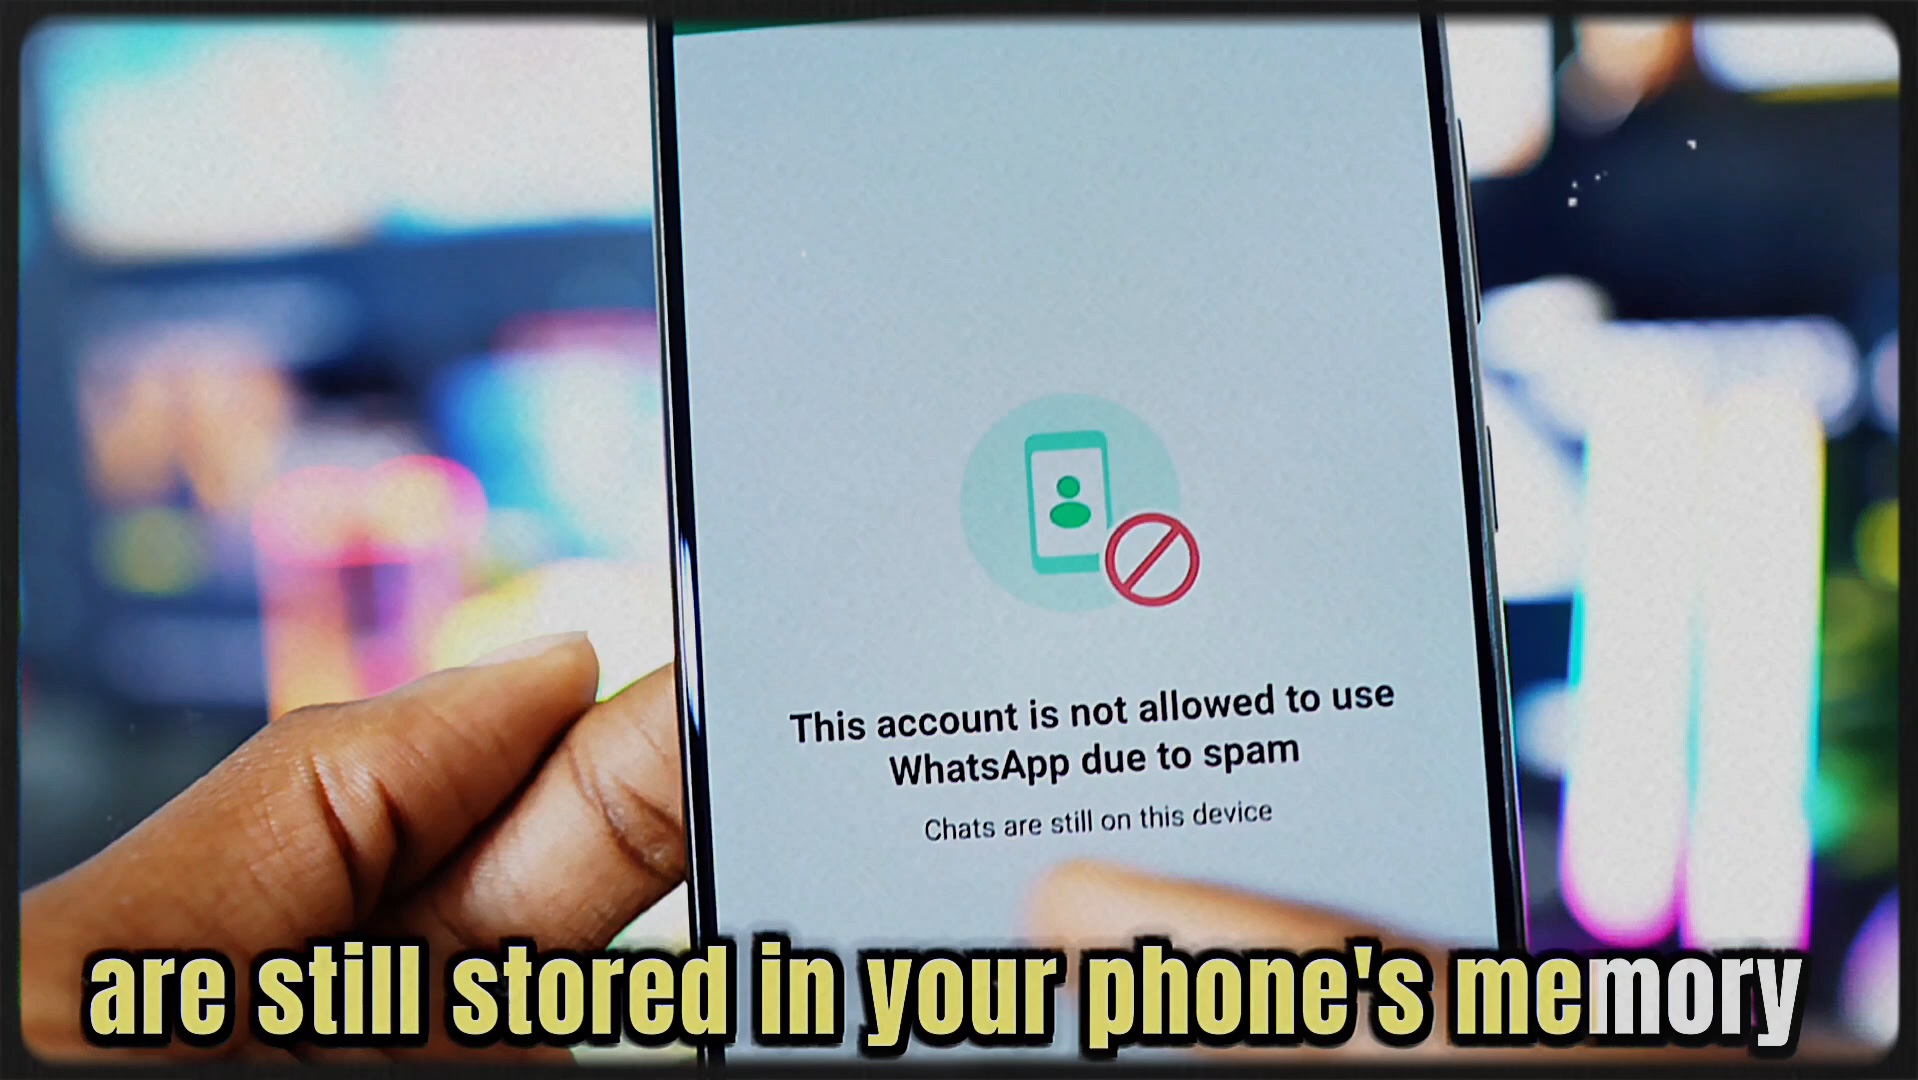 This account is not allowed to use
WhatsApp due to spam
Chats are still on this device
are still stored in your phone's memory